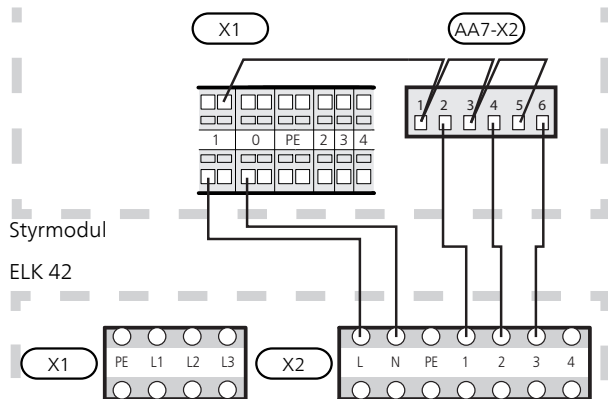 X1 AA7-X2
1 2 3 4 5 6
1 0 PE 2 3 4
Styrmodul
ELK 42
X1 PE L1 L2 L3 X2 L N PE 1 2 3 4